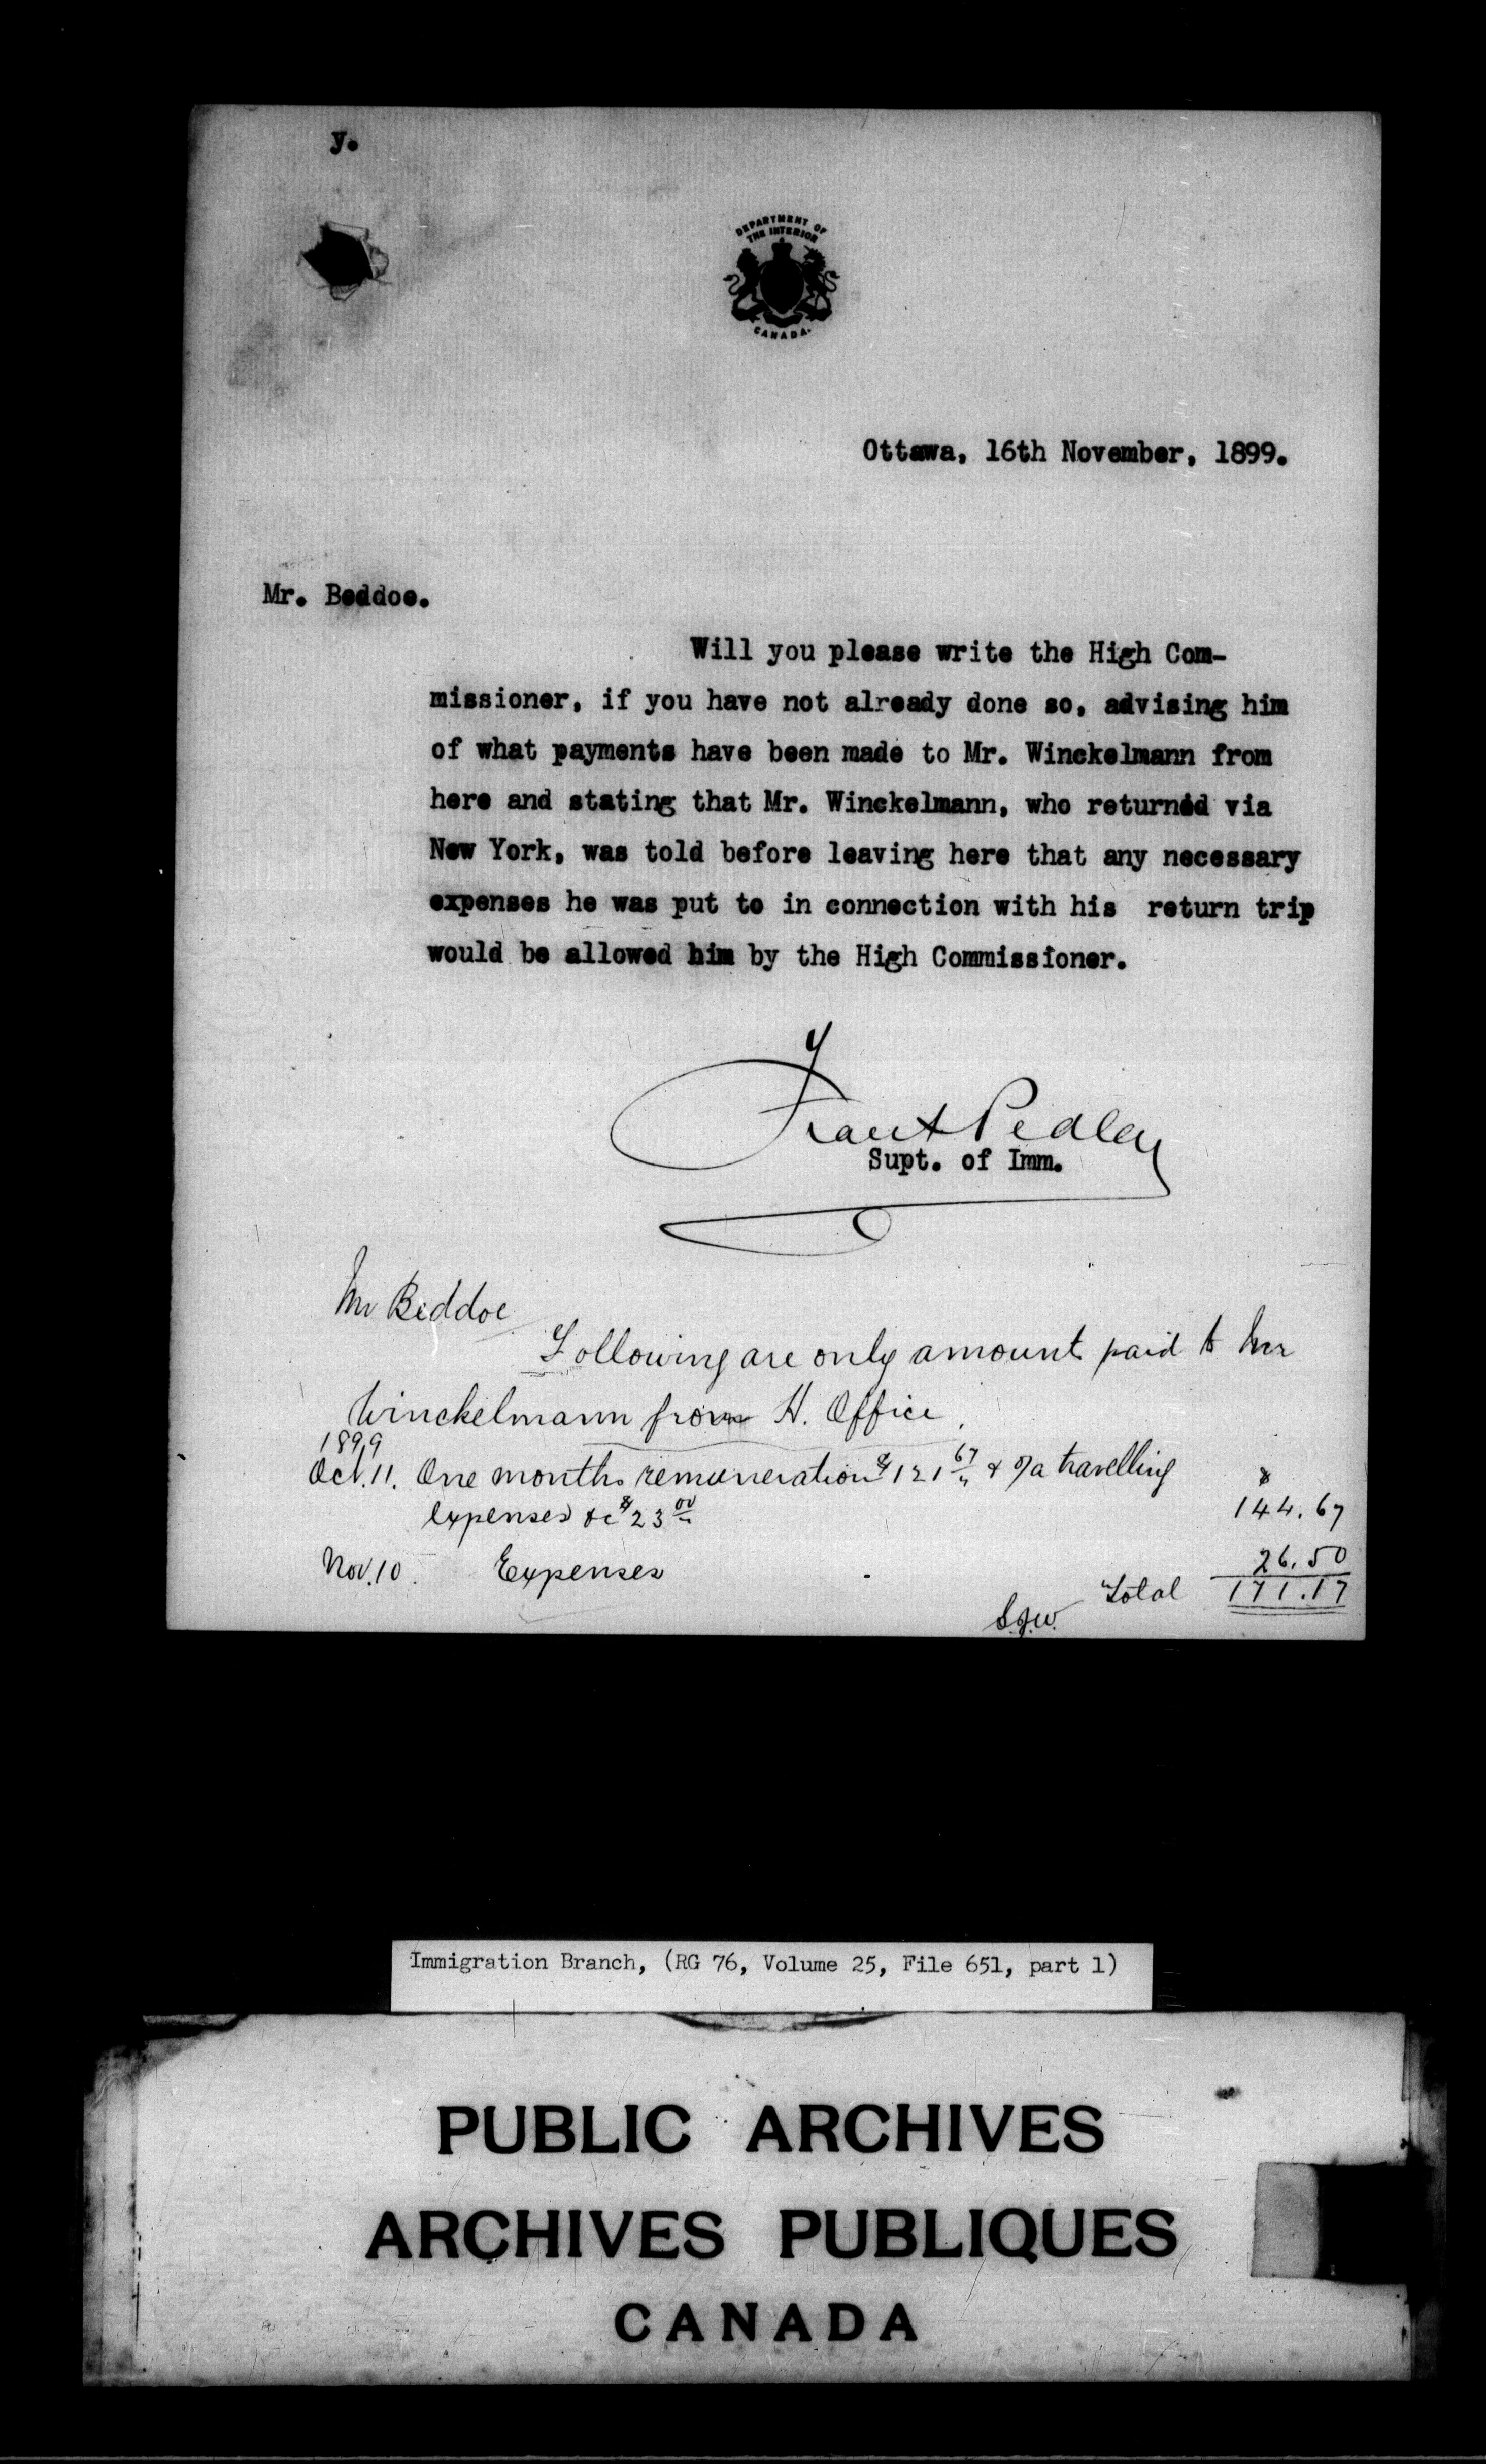 y.
DEPARTMENT OF
THE INTERIOR
CANADA.
Ottawa, 16th November, 1899.
Mr. Beddoe.
Will you please write the High Com-
missioner, if you have not already done so, advising him
of what payments have been made to Mr. Winckelmann from
here and stating that Mr. Winckelmann, who returned via
New York, was told before leaving here that any necessary
expenses he was put to in connection with his return trip
would be allowed him by the High Commissioner.
Frank Pedley
Supt. of Imm.
Mr Beddoe
Following are only amounts paid to Mr
Winckelmann from H. Office.
1899
Oct. 11. One months remuneration $121 67/" & o/a travelling
expenses &c $23 00/" $ 144.67
Nov. 10. Expenses 26.50
Total 171.17
S.J.W.
Immigration Branch, (RG 76, Volume 25, File 651, part 1)
PUBLIC ARCHIVES
ARCHIVES PUBLIQUES
CANADA